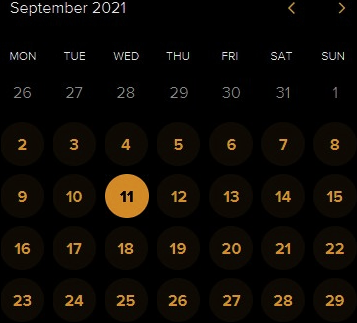 September 2021
MON TUE WED THU FRI SAT SUN
26 27 28 29 30 31 1
2 3 4 5 6 7 8
9 10 11 12 13 14 15
16 17 18 19 20 21 22
23 24 25 26 27 28 29